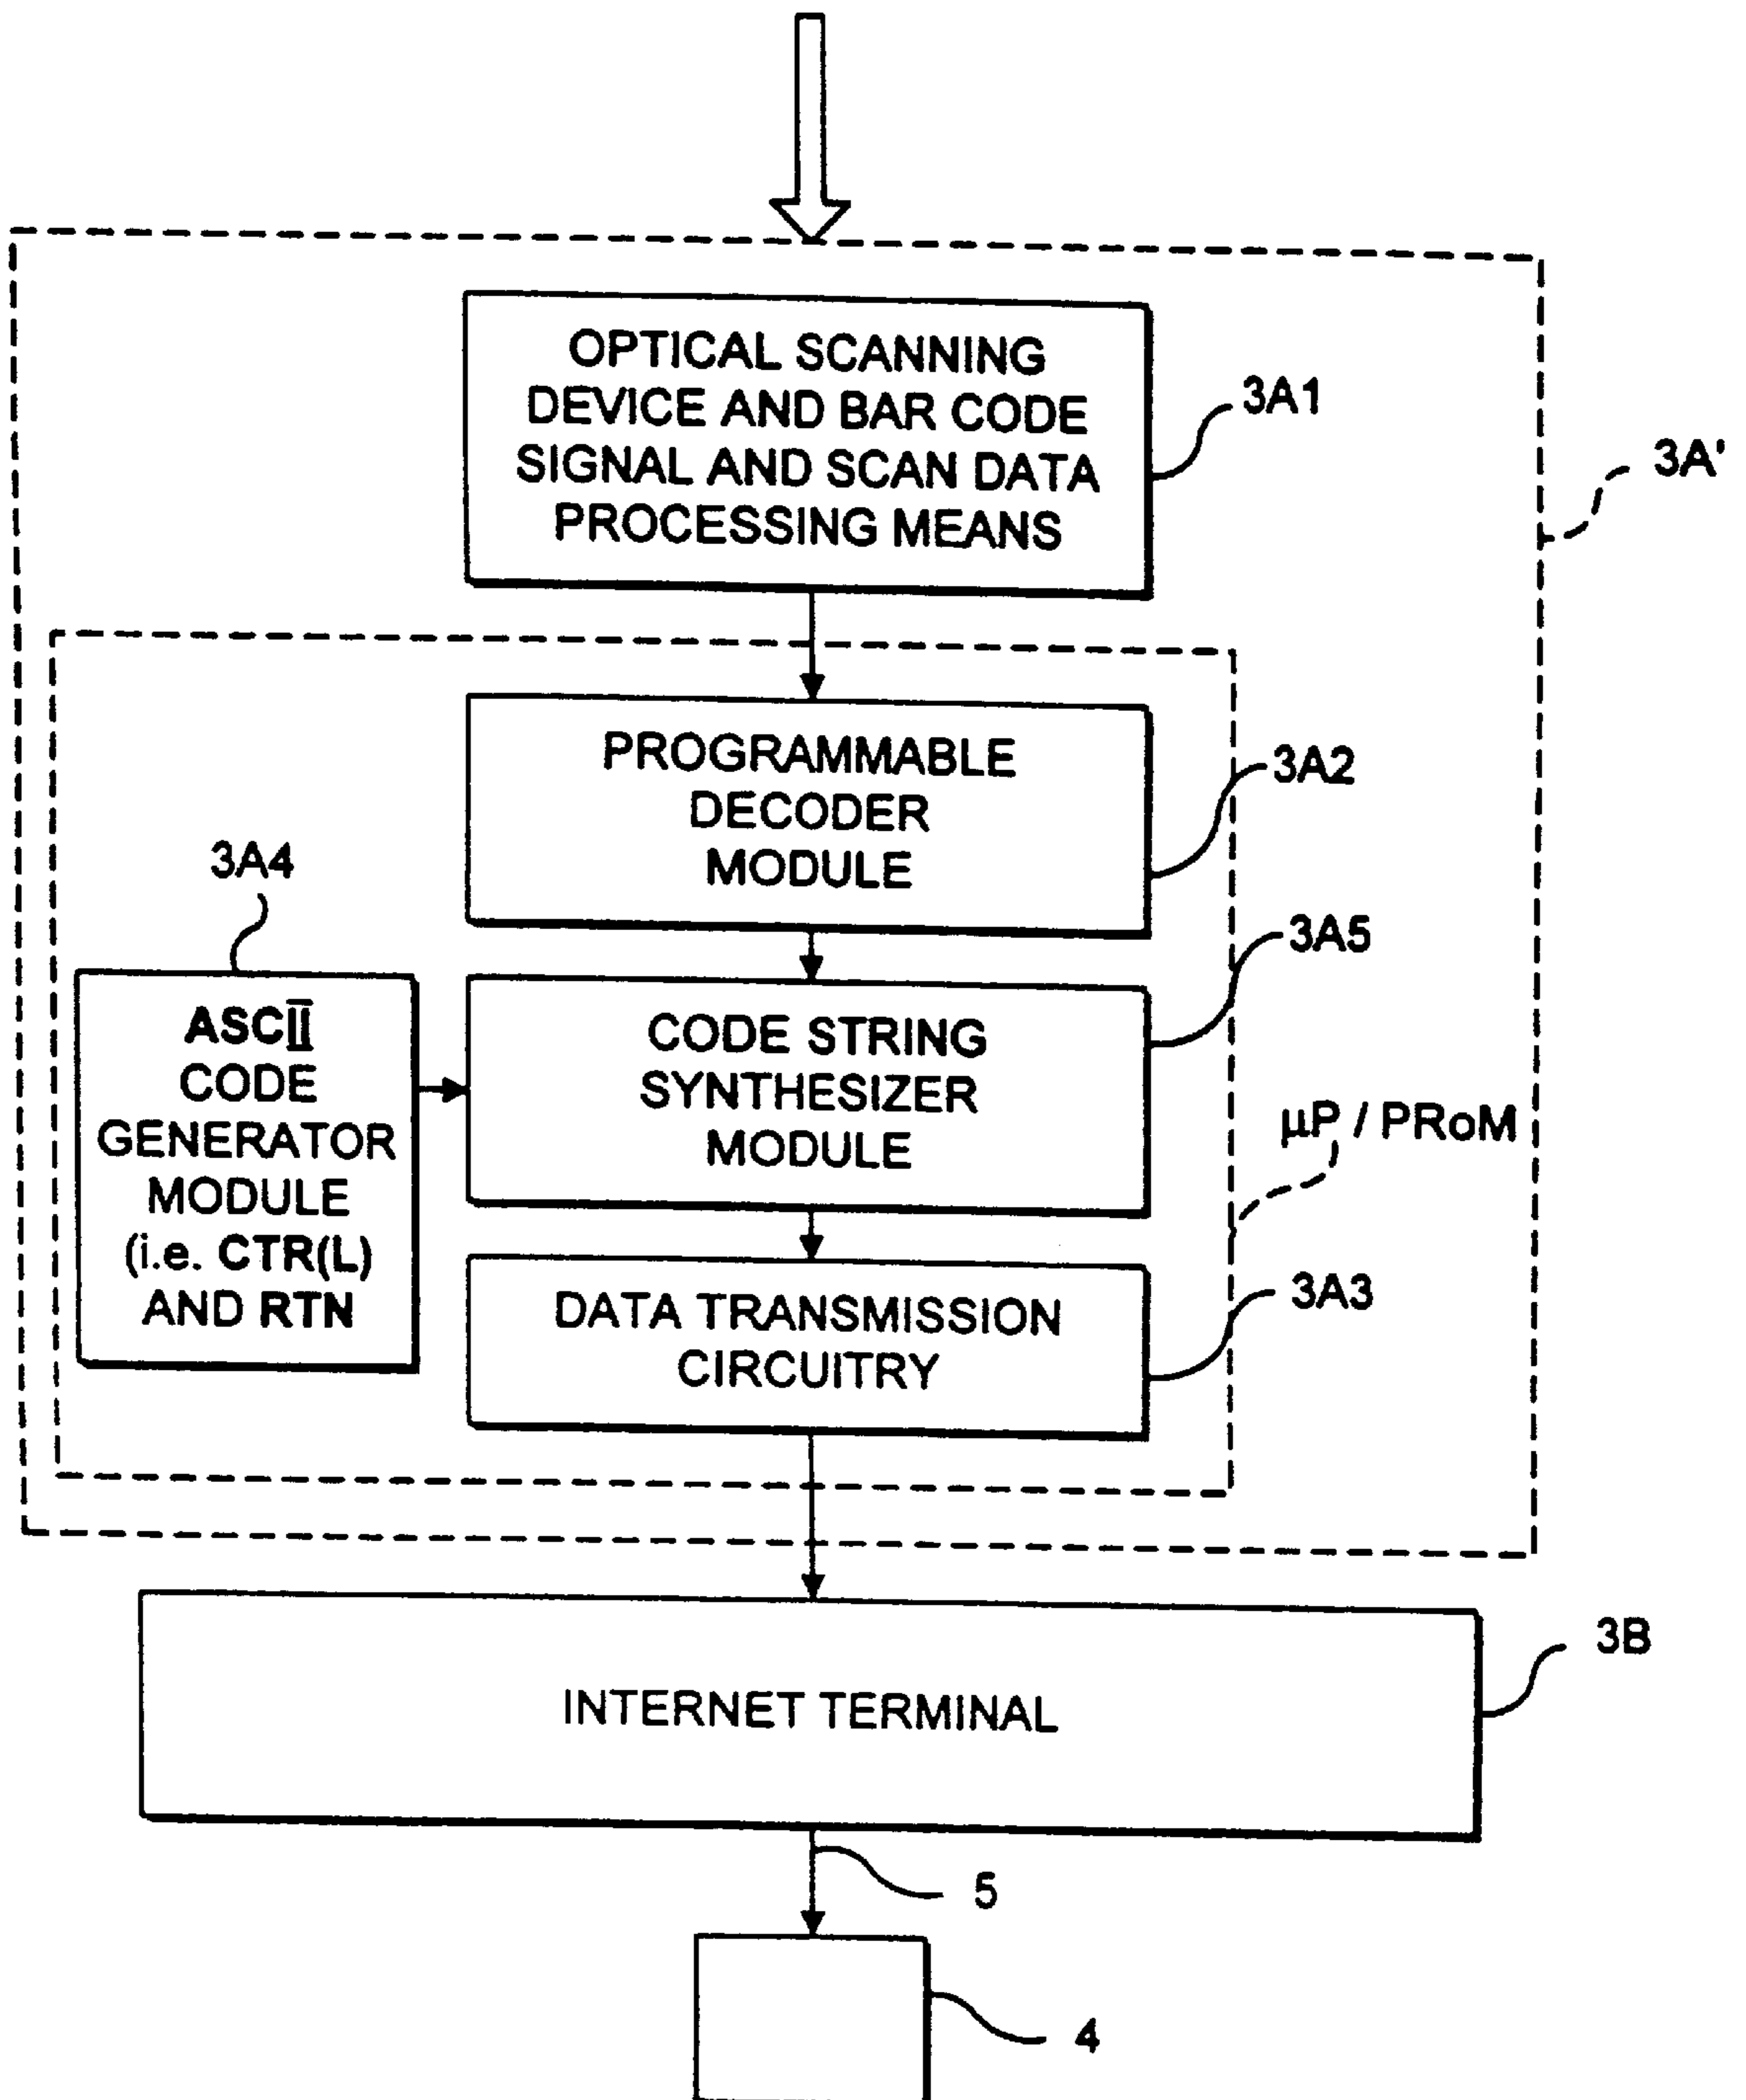 OPTICAL SCANNING
DEVICE AND BAR CODE
SIGNAL AND SCAN DATA
PROCESSING MEANS
3A1
3A'
PROGRAMMABLE
DECODER
MODULE
3A2
3A4
3A5
ASCII
CODE
GENERATOR
MODULE
(i.e. CTR(L)
AND RTN
CODE STRING
SYNTHESIZER
MODULE
μP / PRoM
DATA TRANSMISSION
CIRCUITRY
3A3
INTERNET TERMINAL
3B
5
4